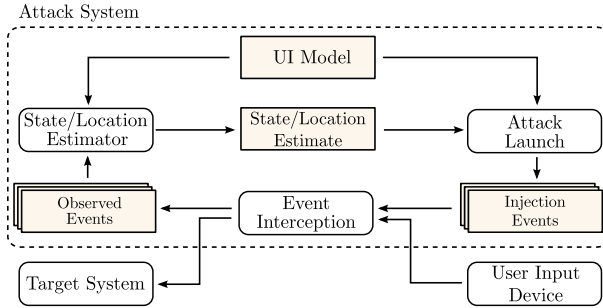 Attack System
UI Model
State/Location
Estimator
State/Location
Estimate
Attack
Launch
Observed
Events
Event
Interception
Injection
Events
Target System
User Input
Device